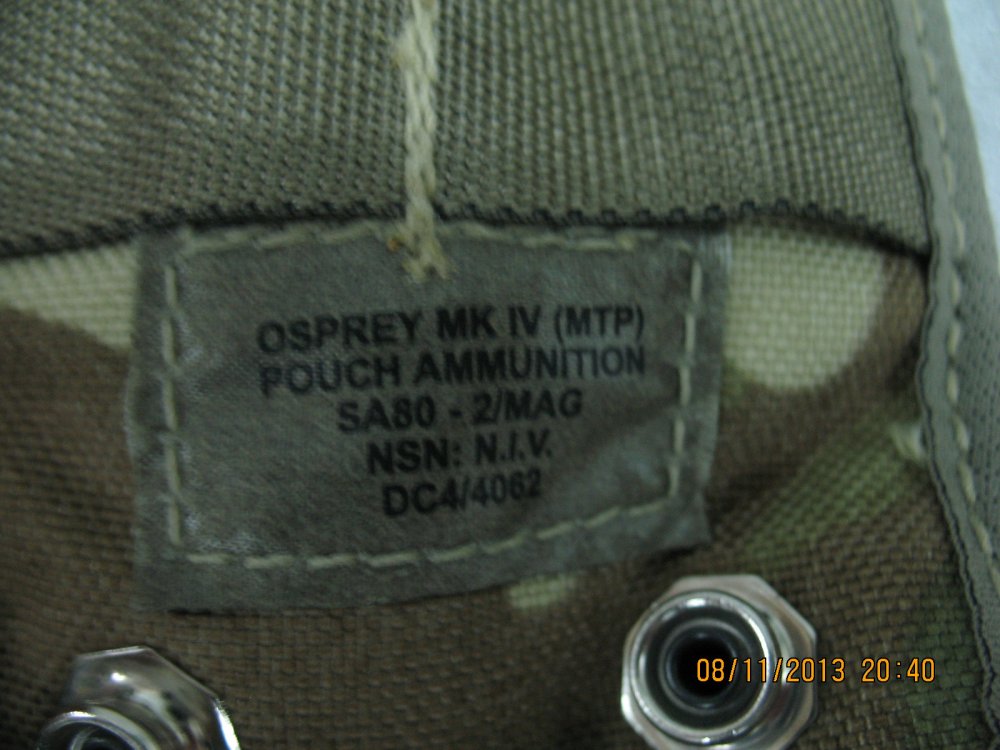 OSPREY MK IV (MTP)
POUCH AMMUNITION
SA80 - 2/MAG
NSN: N.I.V.
DC4/4062
08/11/2013 20:40